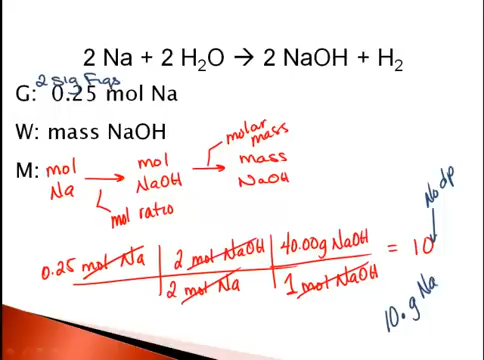 2 Na + 2 H₂O → 2 NaOH + H₂
2 Sig Figs
G: 0.25 mol Na
W: mass NaOH
molar mass
M: mol Na → mol NaOH → mass NaOH
mol ratio
No dp
0.25 mol Na | 2 mol NaOH | 40.00g NaOH = 10
2 mol Na | 1 mol NaOH
10. g Na